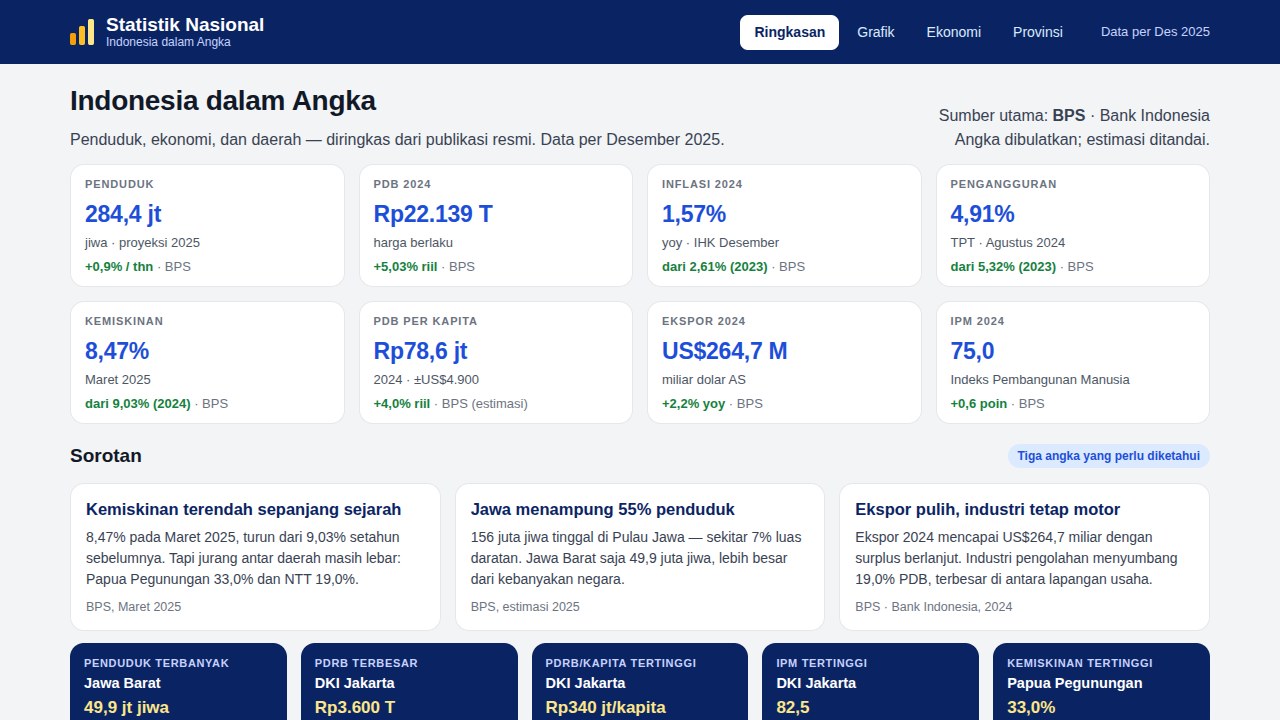 Statistik Nasional
Indonesia dalam Angka
Ringkasan
Grafik
Ekonomi
Provinsi
Data per Des 2025
Indonesia dalam Angka
Penduduk, ekonomi, dan daerah — diringkas dari publikasi resmi. Data per Desember 2025.
Sumber utama: BPS · Bank Indonesia
Angka dibulatkan; estimasi ditandai.
PENDUDUK
284,4 jt
jiwa · proyeksi 2025
+0,9% / thn · BPS
PDB 2024
Rp22.139 T
harga berlaku
+5,03% riil · BPS
INFLASI 2024
1,57%
yoy · IHK Desember
dari 2,61% (2023) · BPS
PENGANGGURAN
4,91%
TPT · Agustus 2024
dari 5,32% (2023) · BPS
KEMISKINAN
8,47%
Maret 2025
dari 9,03% (2024) · BPS
PDB PER KAPITA
Rp78,6 jt
2024 · ±US$4.900
+4,0% riil · BPS (estimasi)
EKSPOR 2024
US$264,7 M
miliar dolar AS
+2,2% yoy · BPS
IPM 2024
75,0
Indeks Pembangunan Manusia
+0,6 poin · BPS
Sorotan
Tiga angka yang perlu diketahui
Kemiskinan terendah sepanjang sejarah
8,47% pada Maret 2025, turun dari 9,03% setahun
sebelumnya. Tapi jurang antar daerah masih lebar:
Papua Pegunungan 33,0% dan NTT 19,0%.
BPS, Maret 2025
Jawa menampung 55% penduduk
156 juta jiwa tinggal di Pulau Jawa — sekitar 7% luas
daratan. Jawa Barat saja 49,9 juta jiwa, lebih besar
dari kebanyakan negara.
BPS, estimasi 2025
Ekspor pulih, industri tetap motor
Ekspor 2024 mencapai US$264,7 miliar dengan
surplus berlanjut. Industri pengolahan menyumbang
19,0% PDB, terbesar di antara lapangan usaha.
BPS · Bank Indonesia, 2024
PENDUDUK TERBANYAK
Jawa Barat
49,9 jt jiwa
PDRB TERBESAR
DKI Jakarta
Rp3.600 T
PDRB/KAPITA TERTINGGI
DKI Jakarta
Rp340 jt/kapita
IPM TERTINGGI
DKI Jakarta
82,5
KEMISKINAN TERTINGGI
Papua Pegunungan
33,0%